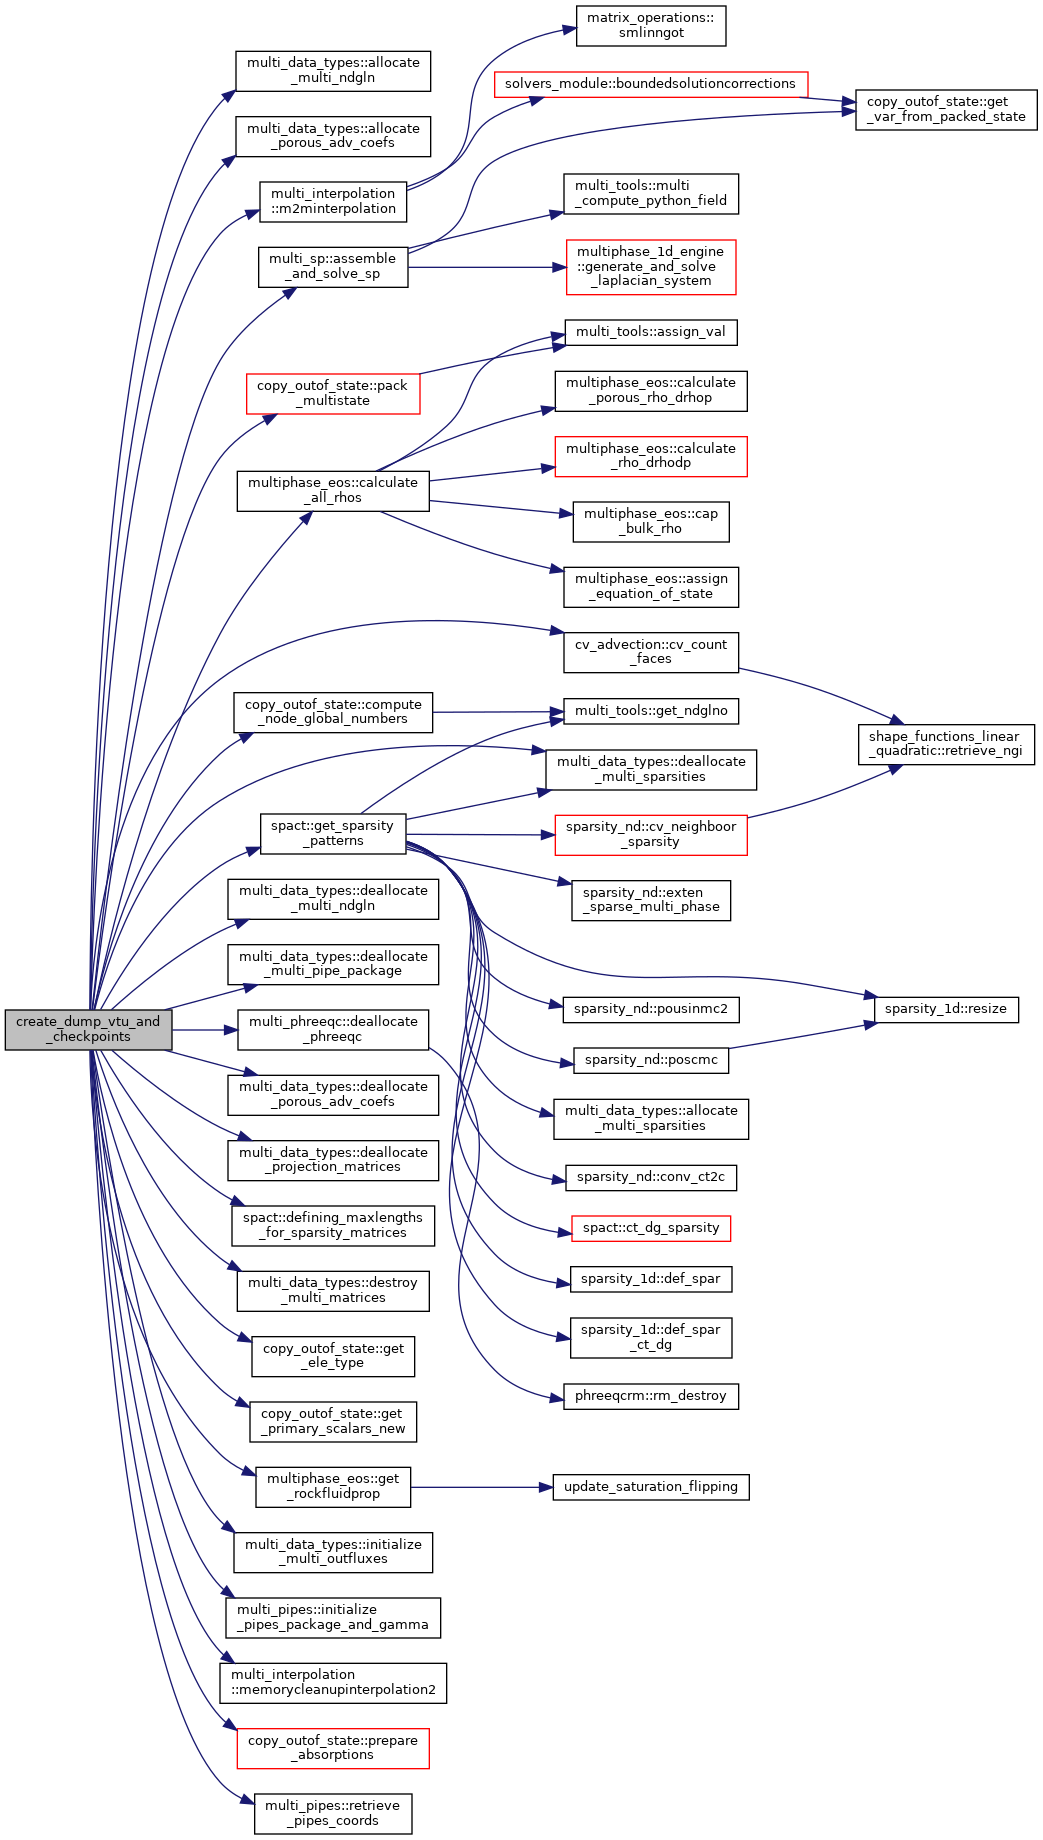 create_dump_vtu_and
_checkpoints
multi_data_types::allocate
_multi_ndgln
multi_data_types::allocate
_porous_adv_coefs
multi_interpolation
::m2minterpolation
multi_sp::assemble
_and_solve_sp
copy_outof_state::pack
_multistate
multiphase_eos::calculate
_all_rhos
copy_outof_state::compute
_node_global_numbers
spact::get_sparsity
_patterns
multi_data_types::deallocate
_multi_ndgln
multi_data_types::deallocate
_multi_pipe_package
multi_phreeqc::deallocate
_phreeqc
multi_data_types::deallocate
_porous_adv_coefs
multi_data_types::deallocate
_projection_matrices
spact::defining_maxlengths
_for_sparsity_matrices
multi_data_types::destroy
_multi_matrices
copy_outof_state::get
_ele_type
copy_outof_state::get
_primary_scalars_new
multiphase_eos::get
_rockfluidprop
multi_data_types::initialize
_multi_outfluxes
multi_pipes::initialize
_pipes_package_and_gamma
multi_interpolation
::memorycleanupinterpolation2
copy_outof_state::prepare
_absorptions
multi_pipes::retrieve
_pipes_coords
matrix_operations::
smlinngot
solvers_module::boundedsolutioncorrections
multi_tools::multi
_compute_python_field
multiphase_1d_engine
::generate_and_solve
_laplacian_system
multi_tools::assign_val
multiphase_eos::calculate
_porous_rho_drhop
multiphase_eos::calculate
_rho_drhodp
multiphase_eos::cap
_bulk_rho
multiphase_eos::assign
_equation_of_state
cv_advection::cv_count
_faces
multi_tools::get_ndglno
multi_data_types::deallocate
_multi_sparsities
sparsity_nd::cv_neighboor
_sparsity
sparsity_nd::exten
_sparse_multi_phase
sparsity_nd::pousinmc2
sparsity_nd::poscmc
multi_data_types::allocate
_multi_sparsities
sparsity_nd::conv_ct2c
spact::ct_dg_sparsity
sparsity_1d::def_spar
sparsity_1d::def_spar
_ct_dg
phreeqcrm::rm_destroy
update_saturation_flipping
copy_outof_state::get
_var_from_packed_state
shape_functions_linear
_quadratic::retrieve_ngi
sparsity_1d::resize